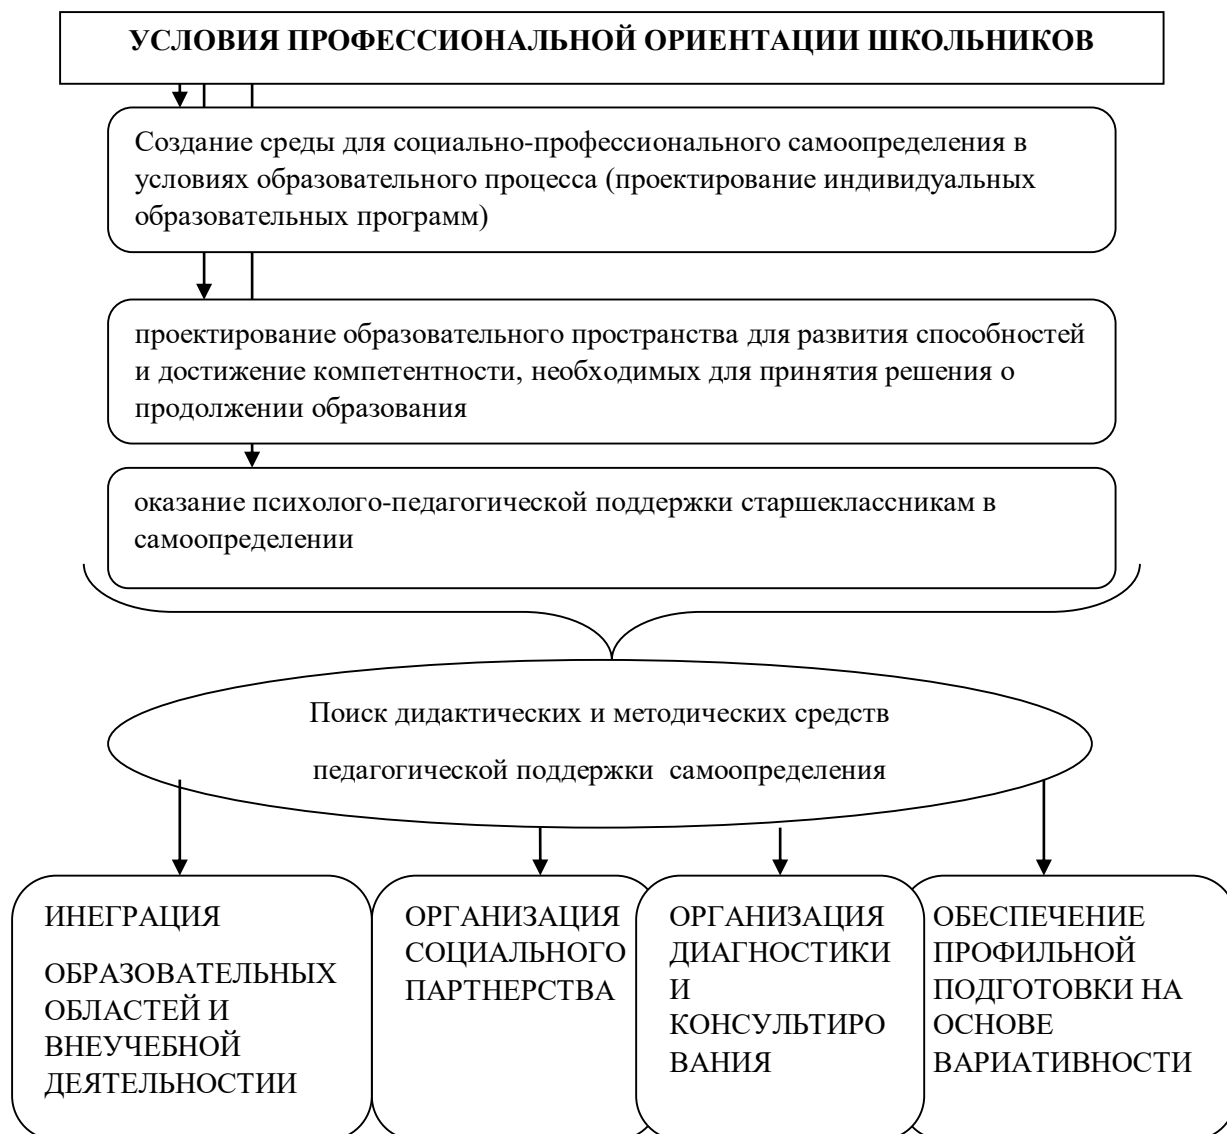 УСЛОВИЯ ПРОФЕССИОНАЛЬНОЙ ОРИЕНТАЦИИ ШКОЛЬНИКОВ
Создание среды для социально-профессионального самоопределения в
условиях образовательного процесса (проектирование индивидуальных
образовательных программ)
проектирование образовательного пространства для развития способностей
и достижение компетентности, необходимых для принятия решения о
продолжении образования
оказание психолого-педагогической поддержки старшеклассникам в
самоопределении
Поиск дидактических и методических средств
педагогической поддержки самоопределения
ИНЕГРАЦИЯ
ОБРАЗОВАТЕЛЬНЫХ
ОБЛАСТЕЙ И
ВНЕУЧЕБНОЙ
ДЕЯТЕЛЬНОСТИИ
ОРГАНИЗАЦИЯ
СОЦИАЛЬНОГО
ПАРТНЕРСТВА
ОРГАНИЗАЦИЯ
ДИАГНОСТИКИ
И
КОНСУЛЬТИРО
ВАНИЯ
ОБЕСПЕЧЕНИЕ
ПРОФИЛЬНОЙ
ПОДГОТОВКИ НА
ОСНОВЕ
ВАРИАТИВНОСТИ